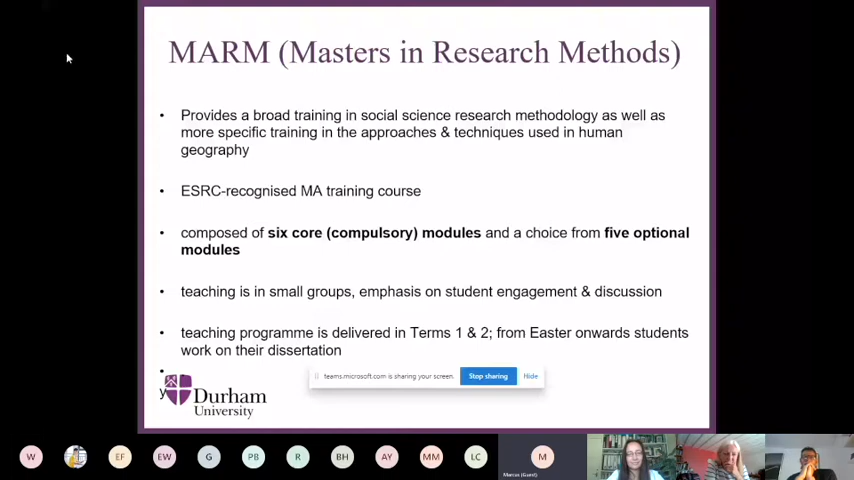 MARM (Masters in Research Methods)
• Provides a broad training in social science research methodology as well as
more specific training in the approaches & techniques used in human
geography
• ESRC-recognised MA training course
• composed of six core (compulsory) modules and a choice from five optional
modules
• teaching is in small groups, emphasis on student engagement & discussion
• teaching programme is delivered in Terms 1 & 2; from Easter onwards students
work on their dissertation
teams.microsoft.com is sharing your screen. Stop sharing Hide
Durham
University
W EF EW G PB R BH AY MM LC M
Marcos (Guest)